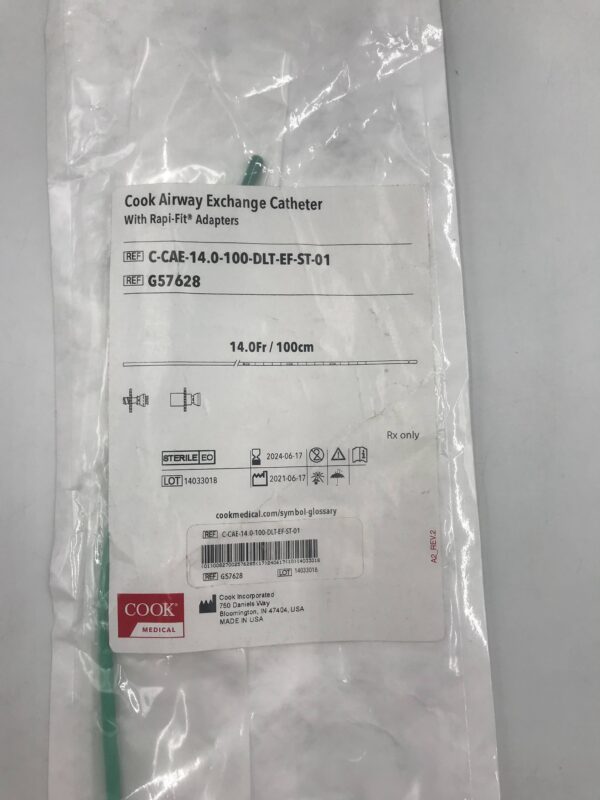 Cook Airway Exchange Catheter
With Rapi-Fit® Adapters
REF C-CAE-14.0-100-DLT-EF-ST-01
REF G57628
14.0Fr / 100cm
Rx only
STERILE EO 2024-06-17
LOT 14033018 2021-06-17
cookmedical.com/symbol-glossary
REF C-CAE-14.0-100-DLT-EF-ST-01
REF G57628 LOT 14033018
A2_REV.2
COOK®
MEDICAL
Cook Incorporated
750 Daniels Way
Bloomington, IN 47404, USA
MADE IN USA